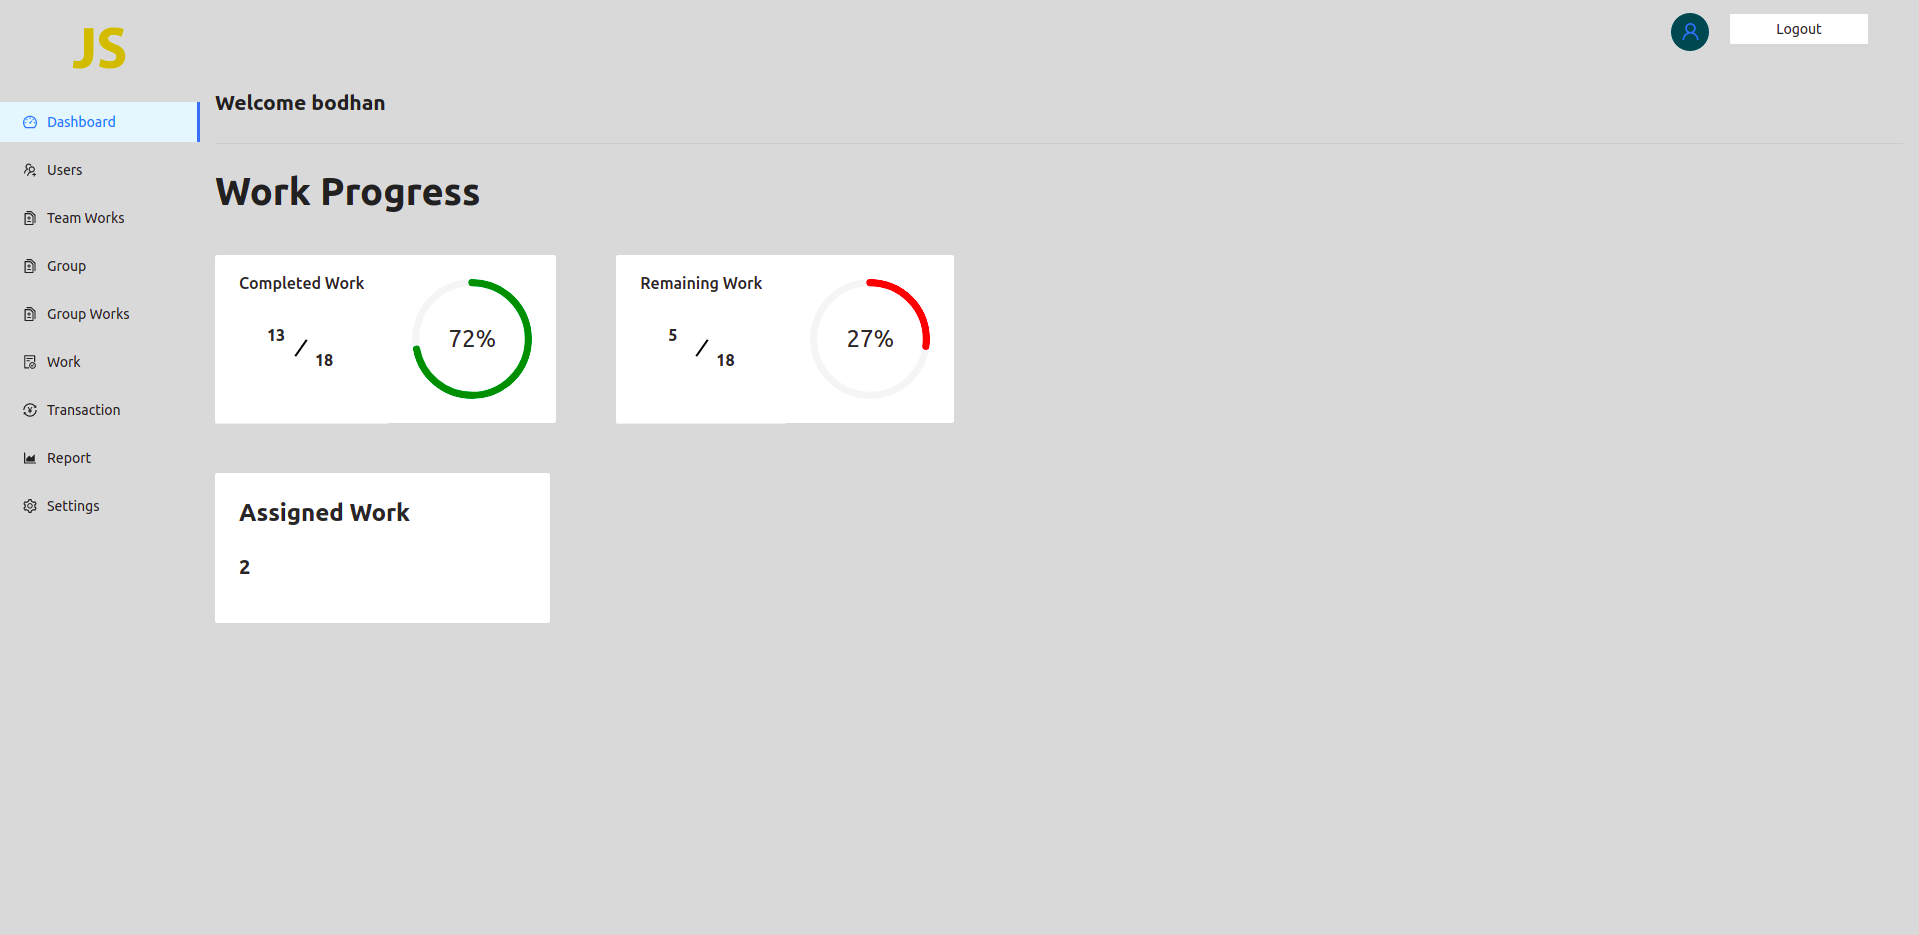 JS
Logout
Dashboard
Users
Team Works
Group
Group Works
Work
Transaction
Report
Settings
Welcome bodhan
Work Progress
Completed Work
13 / 18
72%
Remaining Work
5 / 18
27%
Assigned Work
2